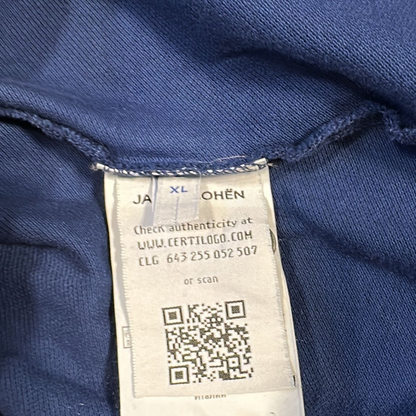 XL
JA OHËN
Check authenticity at
WWW.CERTILOGO.COM
CLG 643 255 052 507
or scan